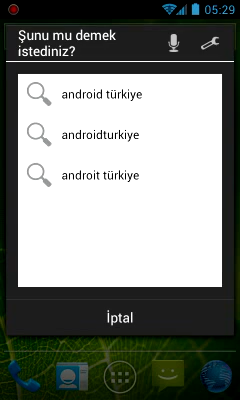 05:29
Şunu mu demek
istediniz?
android türkiye
androidturkiye
androit türkiye
İptal